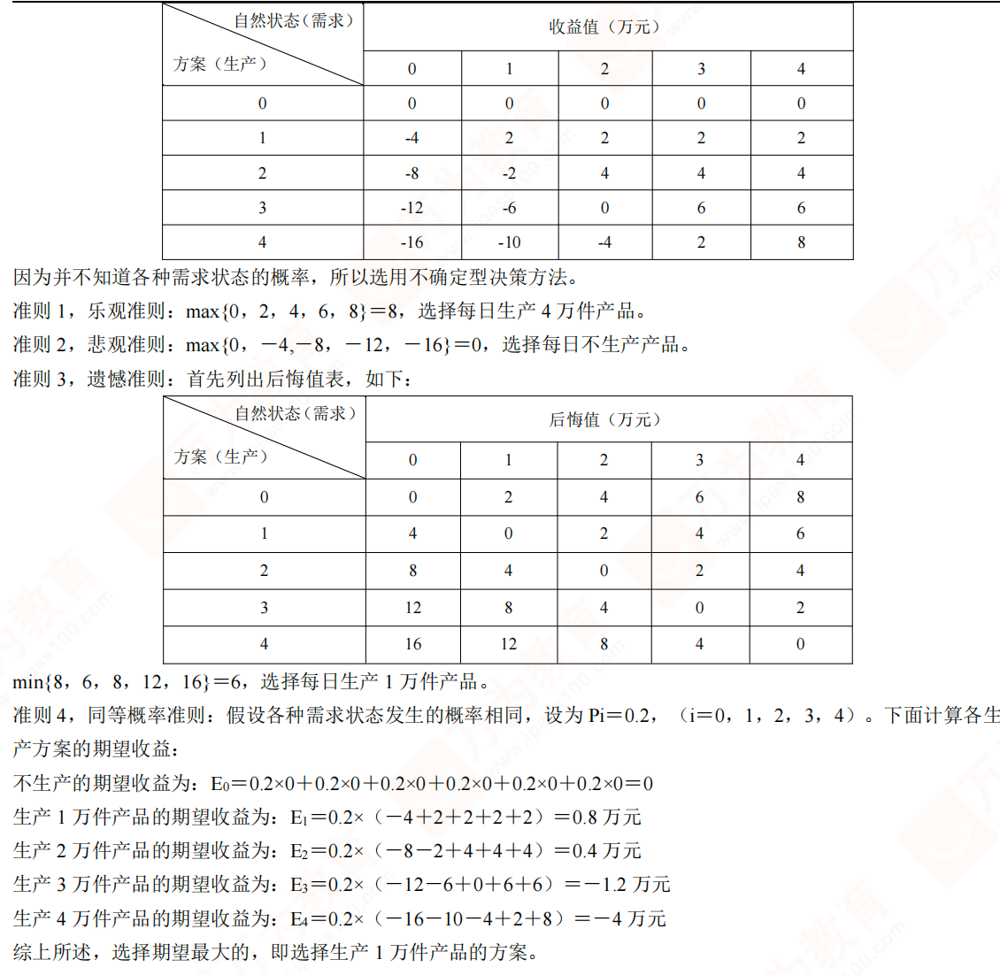 自然状态（需求）
收益值（万元）
方案（生产）
0 1 2 3 4
0 0 0 0 0 0
1 -4 2 2 2 2
2 -8 -2 4 4 4
3 -12 -6 0 6 6
4 -16 -10 -4 2 8
因为并不知道各种需求状态的概率，所以选用不确定型决策方法。
准则 1，乐观准则：max{0，2，4，6，8}＝8，选择每日生产 4 万件产品。
准则 2，悲观准则：max{0，－4,－8，－12，－16}＝0，选择每日不生产产品。
准则 3，遗憾准则：首先列出后悔值表，如下：
自然状态（需求）
后悔值（万元）
方案（生产）
0 1 2 3 4
0 0 2 4 6 8
1 4 0 2 4 6
2 8 4 0 2 4
3 12 8 4 0 2
4 16 12 8 4 0
min{8，6，8，12，16}＝6，选择每日生产 1 万件产品。
准则 4，同等概率准则：假设各种需求状态发生的概率相同，设为 Pi＝0.2，（i＝0，1，2，3，4）。下面计算各生
产方案的期望收益：
不生产的期望收益为：E0＝0.2×0＋0.2×0＋0.2×0＋0.2×0＋0.2×0＋0.2×0＝0
生产 1 万件产品的期望收益为：E1＝0.2×（－4＋2＋2＋2＋2）＝0.8 万元
生产 2 万件产品的期望收益为：E2＝0.2×（－8－2＋4＋4＋4）＝0.4 万元
生产 3 万件产品的期望收益为：E3＝0.2×（－12－6＋0＋6＋6）＝－1.2 万元
生产 4 万件产品的期望收益为：E4＝0.2×（－16－10－4＋2＋8）＝－4 万元
综上所述，选择期望最大的，即选择生产 1 万件产品的方案。
万为教育
www.ipass100.com